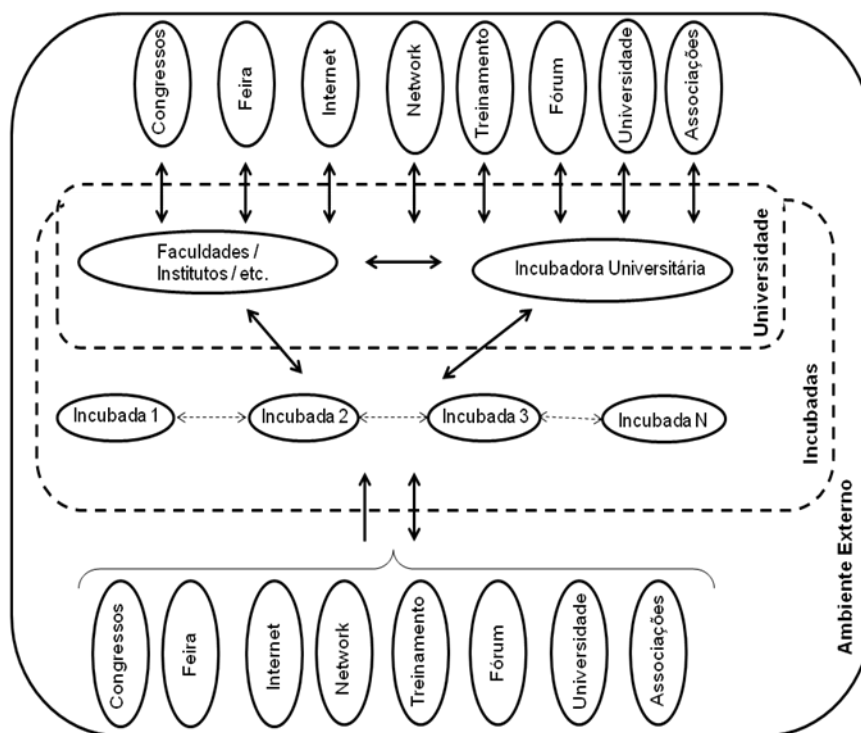 Congressos
Feira
Internet
Network
Treinamento
Fórum
Universidade
Associações
Faculdades /
Institutos / etc.
Incubadora Universitária
Universidade
Incubada 1
Incubada 2
Incubada 3
Incubada N
Incubadas
Ambiente Externo
Congressos
Feira
Internet
Network
Treinamento
Fórum
Universidade
Associações